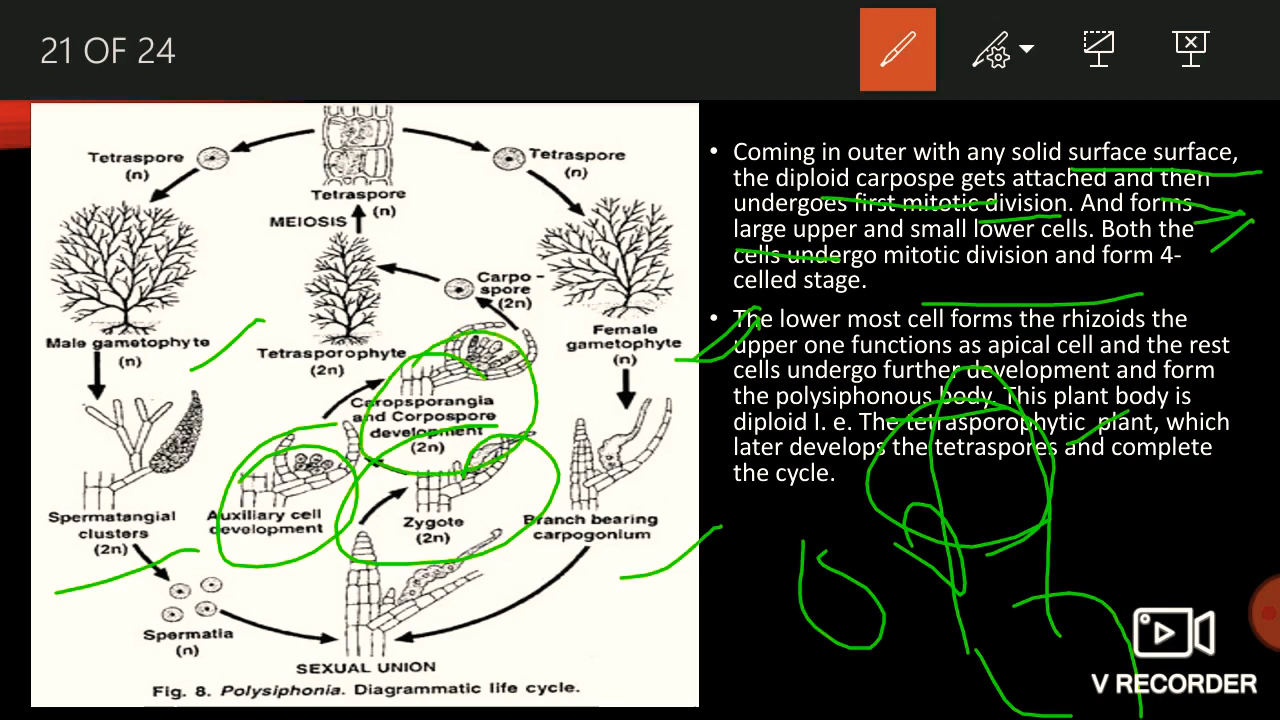 21 OF 24
Tetraspore
(n)
Tetraspore
(n)
Tetraspore
(n)
MEIOSIS
Carpo-
spore
(2n)
Male gametophyte
(n)
Tetrasporophyte
(2n)
Female
gametophyte
(n)
Caropsporangia
and Corpospore
development
(2n)
Spermatangial
clusters
(2n)
Auxiliary cell
development
Zygote
(2n)
Branch bearing
carpogonium
Spermatia
(n)
SEXUAL UNION
Fig. 8. Polysiphonia. Diagrammatic life cycle.
• Coming in outer with any solid surface surface,
the diploid carpospe gets attached and then
undergoes first mitotic division. And forms
large upper and small lower cells. Both the
cells undergo mitotic division and form 4-
celled stage.
• The lower most cell forms the rhizoids the
upper one functions as apical cell and the rest
cells undergo further development and form
the polysiphonous body. This plant body is
diploid I. e. The tetrasporophytic plant, which
later develops the tetraspores and complete
the cycle.
V RECORDER